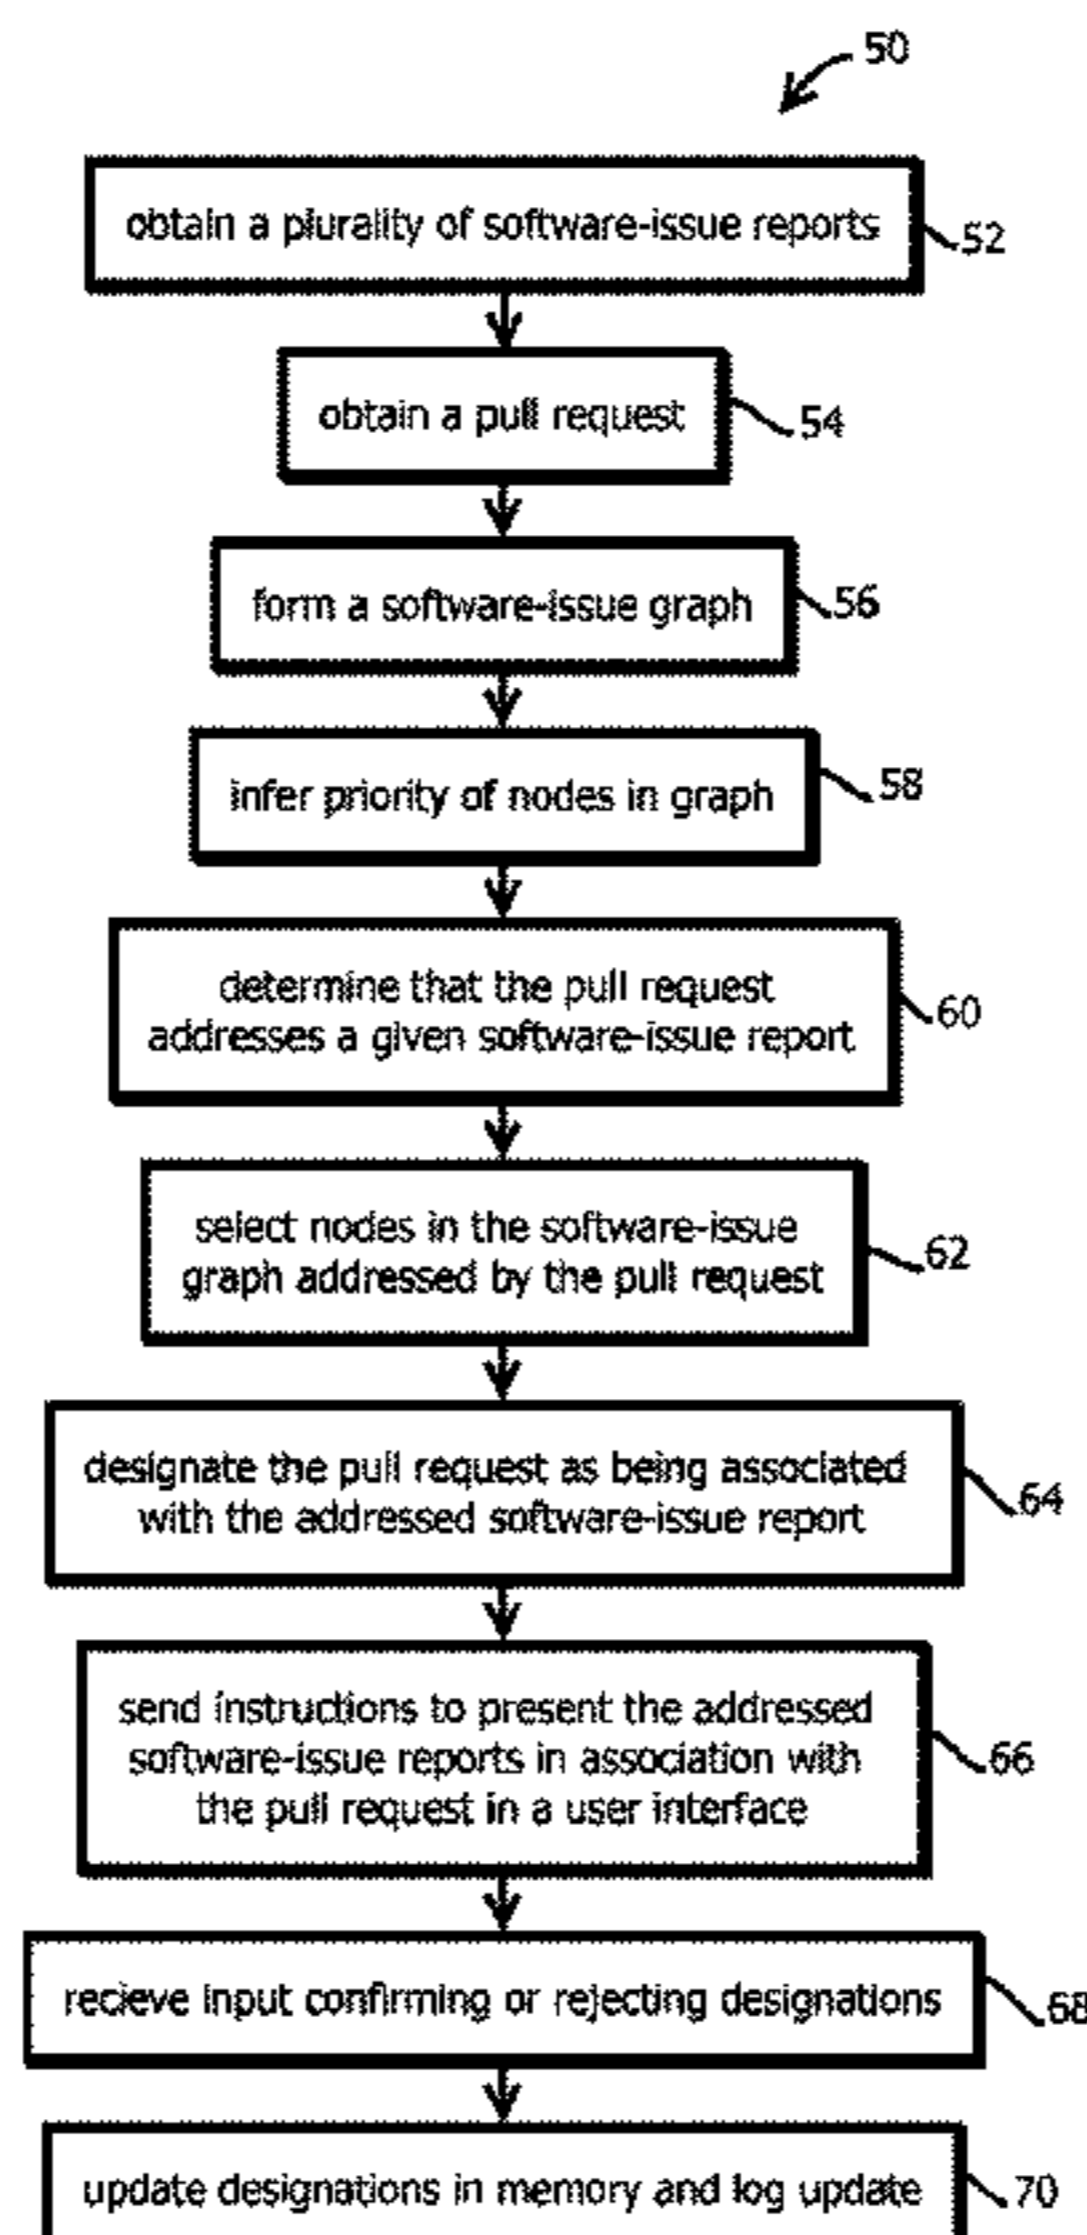 50
obtain a plurality of software-issue reports
52
obtain a pull request
54
form a software-issue graph
56
infer priority of nodes in graph
58
determine that the pull request
addresses a given software-issue report
60
select nodes in the software-issue
graph addressed by the pull request
62
designate the pull request as being associated
with the addressed software-issue report
64
send instructions to present the addressed
software-issue reports in association with
the pull request in a user interface
66
recieve input confirming or rejecting designations
68
update designations in memory and log update
70